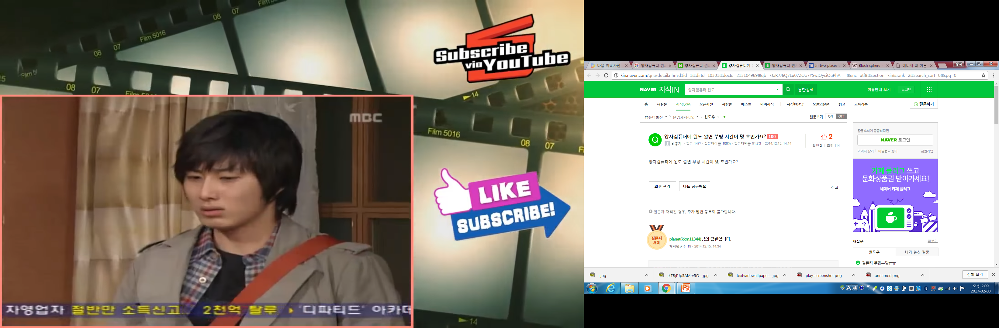 08
07
Film 5016
08
07
Film 5
08
07
Subscribe
via YouTube
14
Film 5016
08
07
LIKE
SUBSCRIBE!
14
MBC
자영업자 절반만 소득신고.. 2천억 탈루 ▶ '디파티드' 아카데
다음 어학사전
양자컴퓨터 윈도
양자컴퓨터 윈도
양자컴퓨터에
양자컴퓨터 언
In two places
Bloch sphere -
에너지 띠 이론
kin.naver.com/qna/detail.nhn?d1id=1&dirId=10301&docId=213104969&qb=7JaR7J6Q7Lu07ZOo7YSwIOyciOuPhA==&enc=utf8&section=kin&rank=2&search_sort=0&spq=0
NAVER 지식iN
양자컴퓨터 윈도
통합검색
이용안내 보기
로그인
홈 새질문 지식Q&A 오픈사전 사람들 베스트 마이지식 지식iN전당 오늘의질문 빙고 교육기부
Q 질문하기
컴퓨터통신 > 운영체제(OS) > 윈도우
원문보기 ON OFF
Q 양자컴퓨터에 윈도 깔면 부팅 시간이 몇 초인가요? 100
비공개 · 질문 14건 · 질문마감률 100% · 질문채택률 91.7% · 2014.12.15. 14:14
2
답변 2 조회 114
양자컴퓨터에 윈도 깔면 부팅 시간이 몇 초인가요?
의견 쓰기 나도 궁금해요
신고
질문자 채택된 경우, 추가 답변 등록이 불가합니다.
질문자
채택
planet(kkm11344)님의 답변입니다.
채택답변수 19 · 2014.12.15. 14:34
활동소식이 궁금하다면,
NAVER 로그인
아이디 찾기 비밀번호 찾기 회원가입
카페 플러그 쓰고
문화상품권 받아가세요!
네이버 카페 플러그
새질문 더보기
윈도우 내가 놓친 질문
컴퓨터 무한부팅ㅠㅠ
i.jpg
jkTRjPJp5AMrv5O....jpg
textwidewallpaper....jpg
play-screenshot.png
unnamed.png
전체 보기
A 漢
오후 2:09
2017-02-03